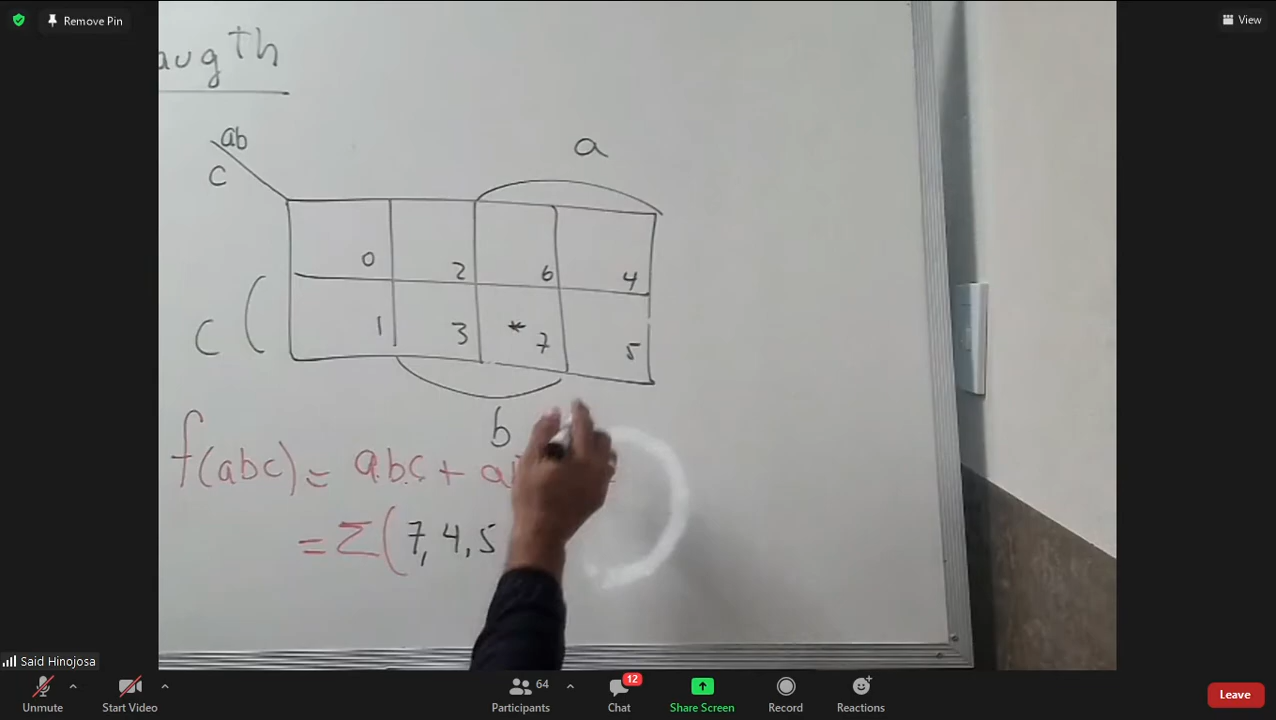 Remove Pin
View
augth
ab
c
a
0
2
6
4
c
1
3
*
7
5
b
f(abc) = a.b.c +
= Σ( 7, 4, 5
Said Hinojosa
64
12
Unmute
Start Video
Participants
Chat
Share Screen
Record
Reactions
Leave